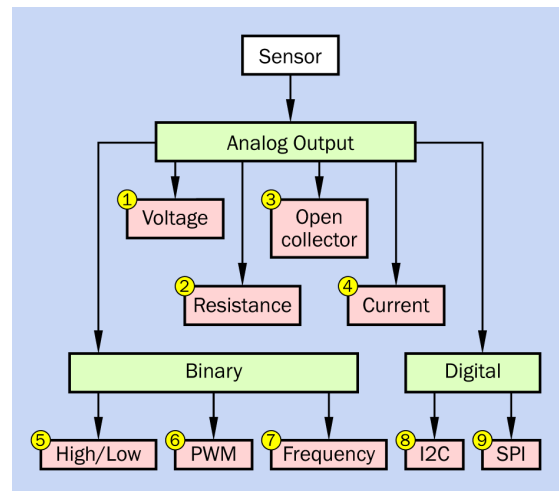 Sensor
Analog Output
1
Voltage
3
Open
collector
2
Resistance
4
Current
Binary
Digital
5
High/Low
6
PWM
7
Frequency
8
I2C
9
SPI